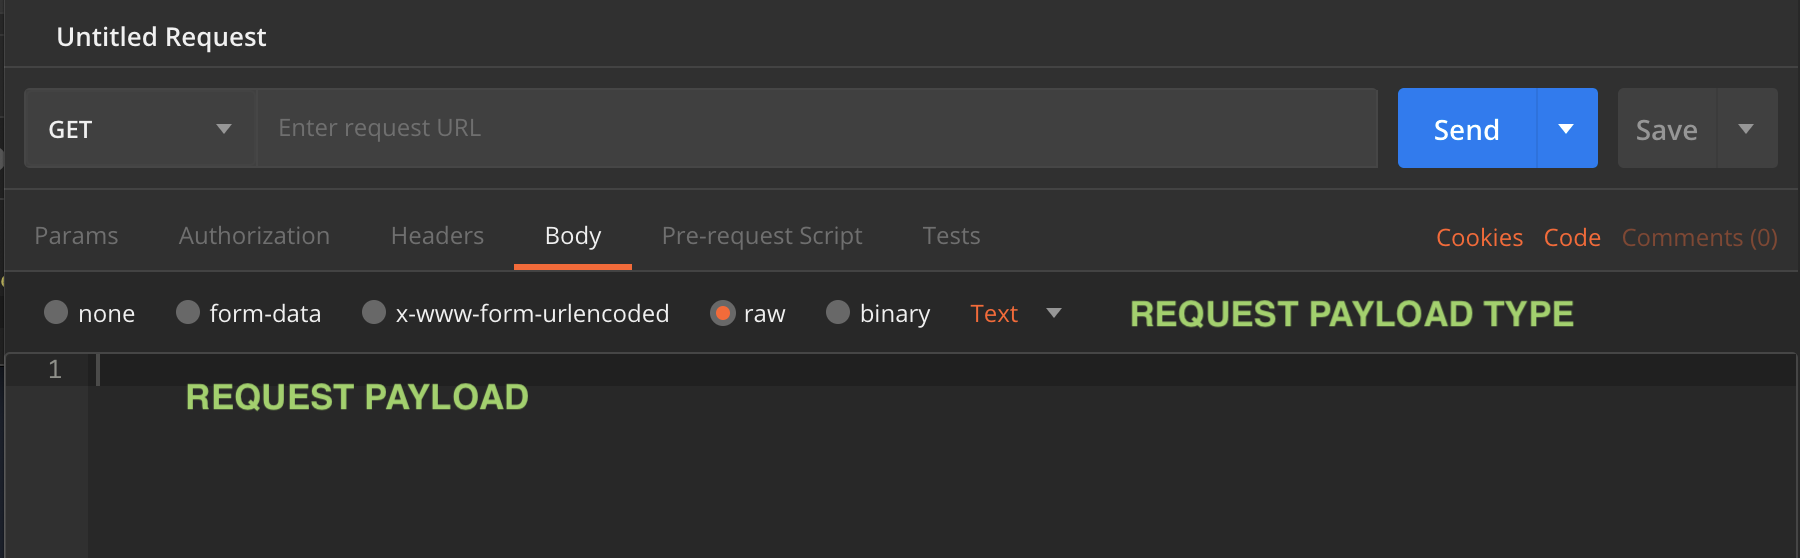 Untitled Request
GET Enter request URL Send Save
Params Authorization Headers Body Pre-request Script Tests Cookies Code Comments (0)
none form-data x-www-form-urlencoded raw binary Text REQUEST PAYLOAD TYPE
1
REQUEST PAYLOAD